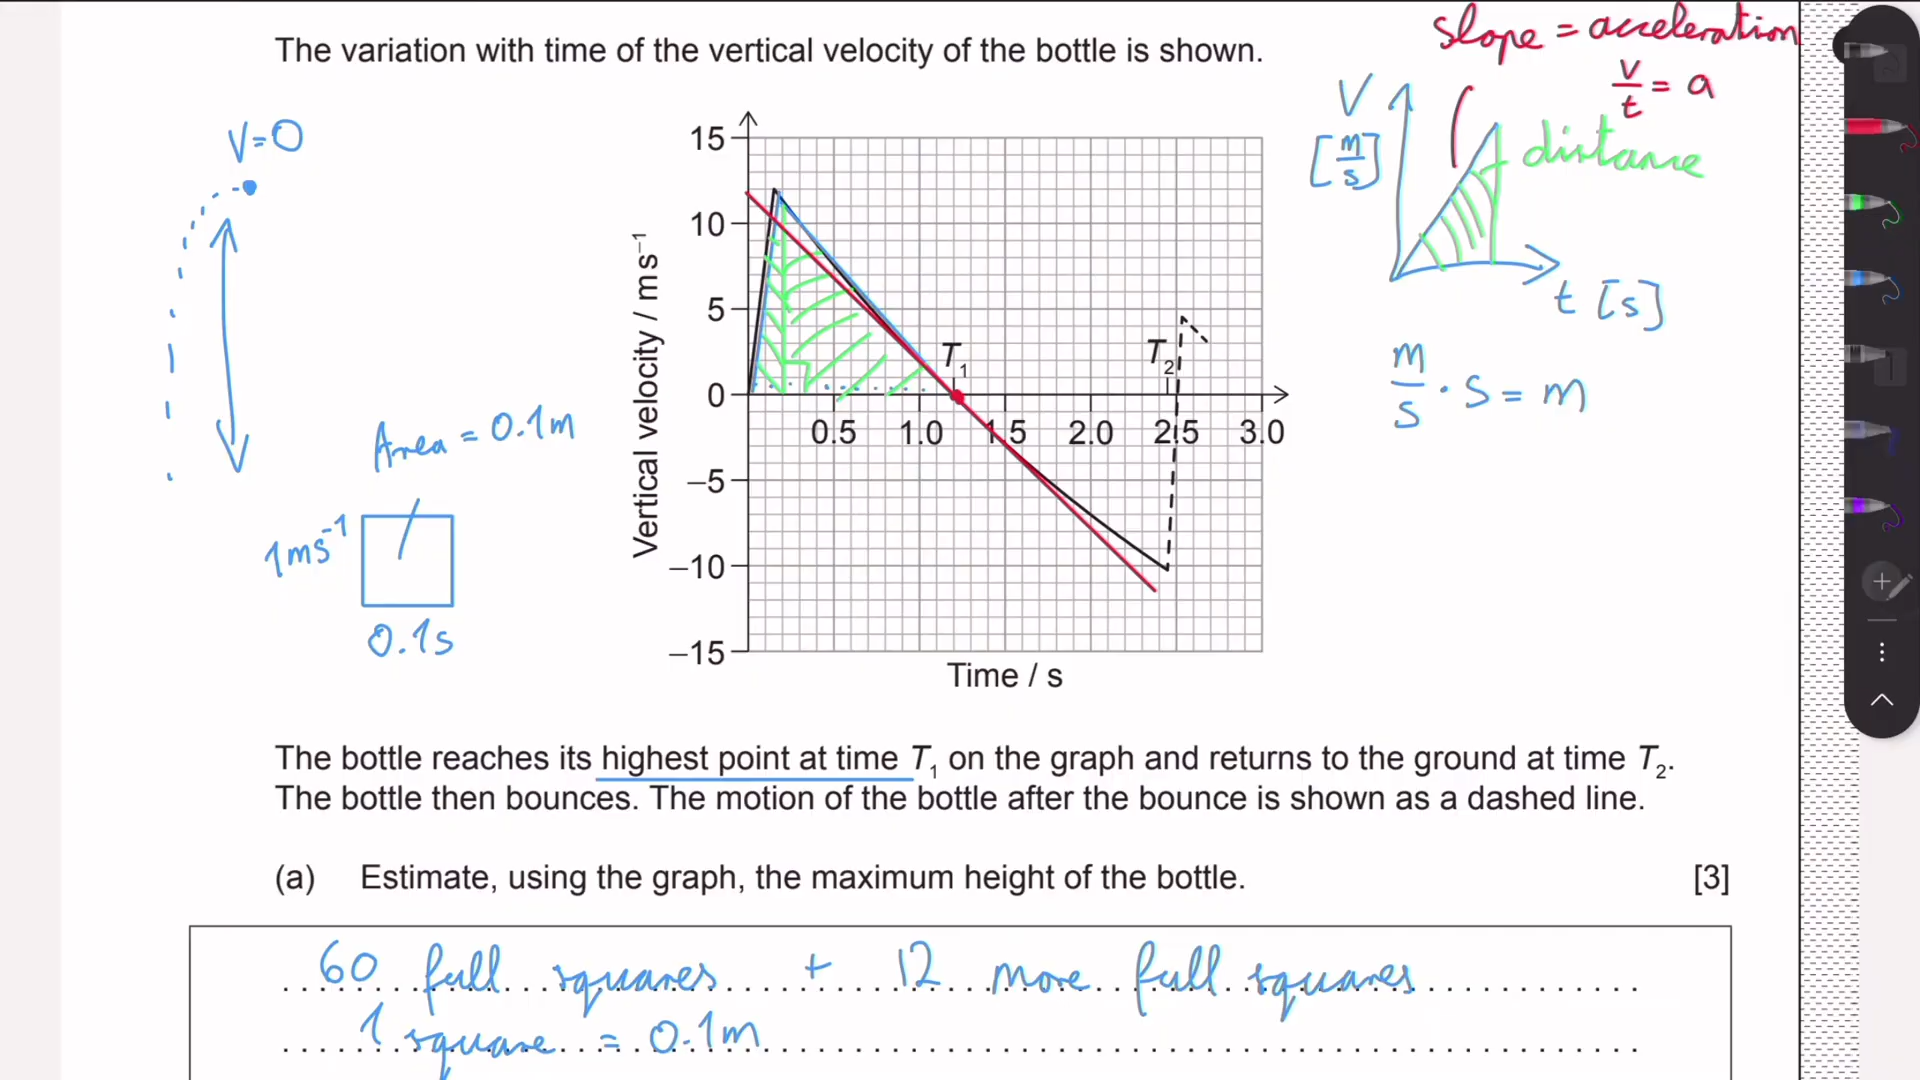 The variation with time of the vertical velocity of the bottle is shown.
slope = acceleration
v/t = a
V [m/s]
distance
t [s]
m/s · s = m
V=0
Area = 0.1m
1ms⁻¹
0.1s
Vertical velocity / m s⁻¹
15
10
5
0
−5
−10
−15
T₁
T₂
0.5 1.0 1.5 2.0 2.5 3.0
Time / s
The bottle reaches its highest point at time T₁ on the graph and returns to the ground at time T₂.
The bottle then bounces. The motion of the bottle after the bounce is shown as a dashed line.
(a) Estimate, using the graph, the maximum height of the bottle. [3]
60 full squares + 12 more full squares
1 square = 0.1m